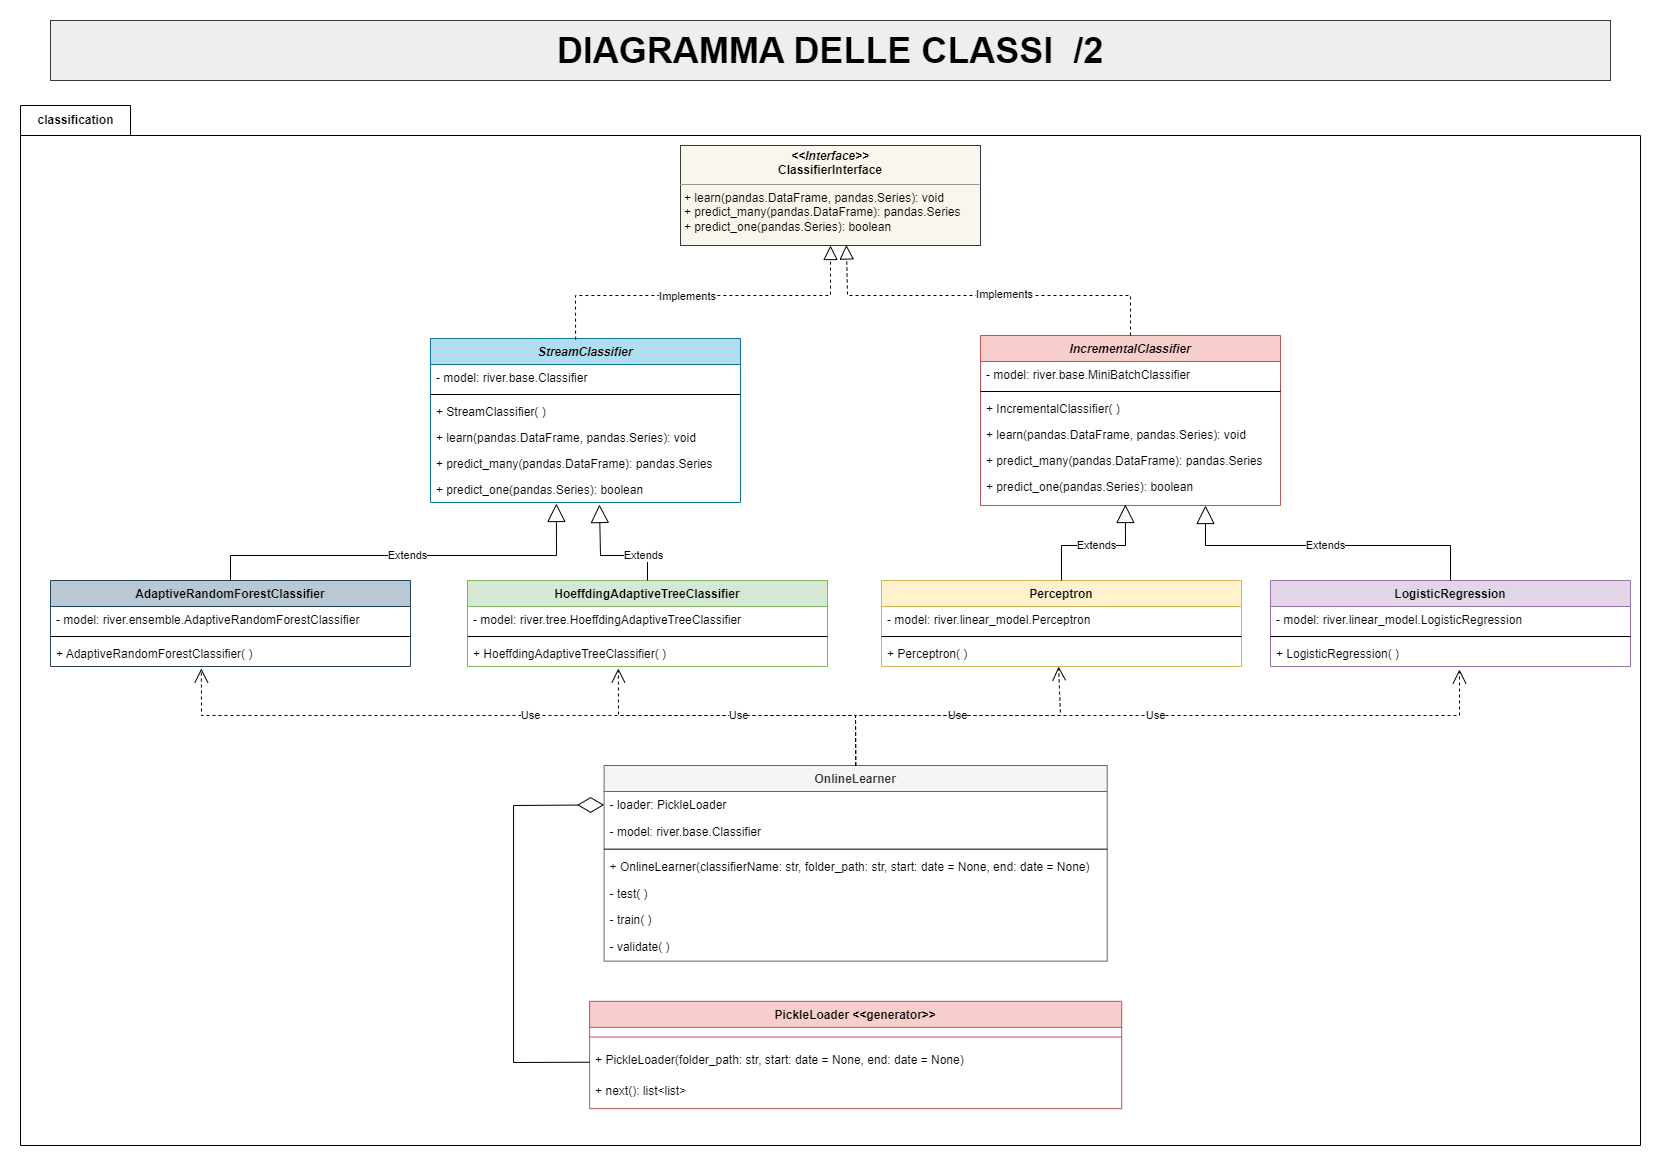 DIAGRAMMA DELLE CLASSI /2
classification
<<Interface>>
ClassifierInterface
+ learn(pandas.DataFrame, pandas.Series): void
+ predict_many(pandas.DataFrame): pandas.Series
+ predict_one(pandas.Series): boolean
Implements
Implements
StreamClassifier
- model: river.base.Classifier
+ StreamClassifier( )
+ learn(pandas.DataFrame, pandas.Series): void
+ predict_many(pandas.DataFrame): pandas.Series
+ predict_one(pandas.Series): boolean
IncrementalClassifier
- model: river.base.MiniBatchClassifier
+ IncrementalClassifier( )
+ learn(pandas.DataFrame, pandas.Series): void
+ predict_many(pandas.DataFrame): pandas.Series
+ predict_one(pandas.Series): boolean
Extends
Extends
Extends
Extends
AdaptiveRandomForestClassifier
- model: river.ensemble.AdaptiveRandomForestClassifier
+ AdaptiveRandomForestClassifier( )
HoeffdingAdaptiveTreeClassifier
- model: river.tree.HoeffdingAdaptiveTreeClassifier
+ HoeffdingAdaptiveTreeClassifier( )
Perceptron
- model: river.linear_model.Perceptron
+ Perceptron( )
LogisticRegression
- model: river.linear_model.LogisticRegression
+ LogisticRegression( )
Use
Use
Use
Use
OnlineLearner
- loader: PickleLoader
- model: river.base.Classifier
+ OnlineLearner(classifierName: str, folder_path: str, start: date = None, end: date = None)
- test( )
- train( )
- validate( )
PickleLoader <<generator>>
+ PickleLoader(folder_path: str, start: date = None, end: date = None)
+ next(): list<list>